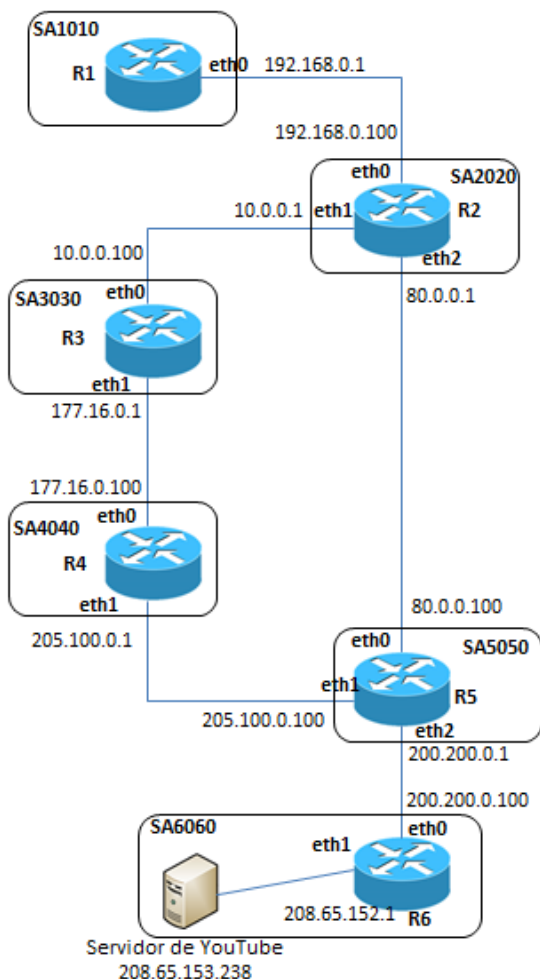 SA1010
R1
eth0
192.168.0.1
192.168.0.100
eth0
SA2020
10.0.0.1
eth1
R2
10.0.0.100
eth2
SA3030
eth0
80.0.0.1
R3
eth1
177.16.0.1
177.16.0.100
SA4040
eth0
R4
eth1
80.0.0.100
205.100.0.1
eth0
SA5050
eth1
R5
205.100.0.100
eth2
200.200.0.1
200.200.0.100
SA6060
eth0
eth1
208.65.152.1
R6
Servidor de YouTube
208.65.153.238